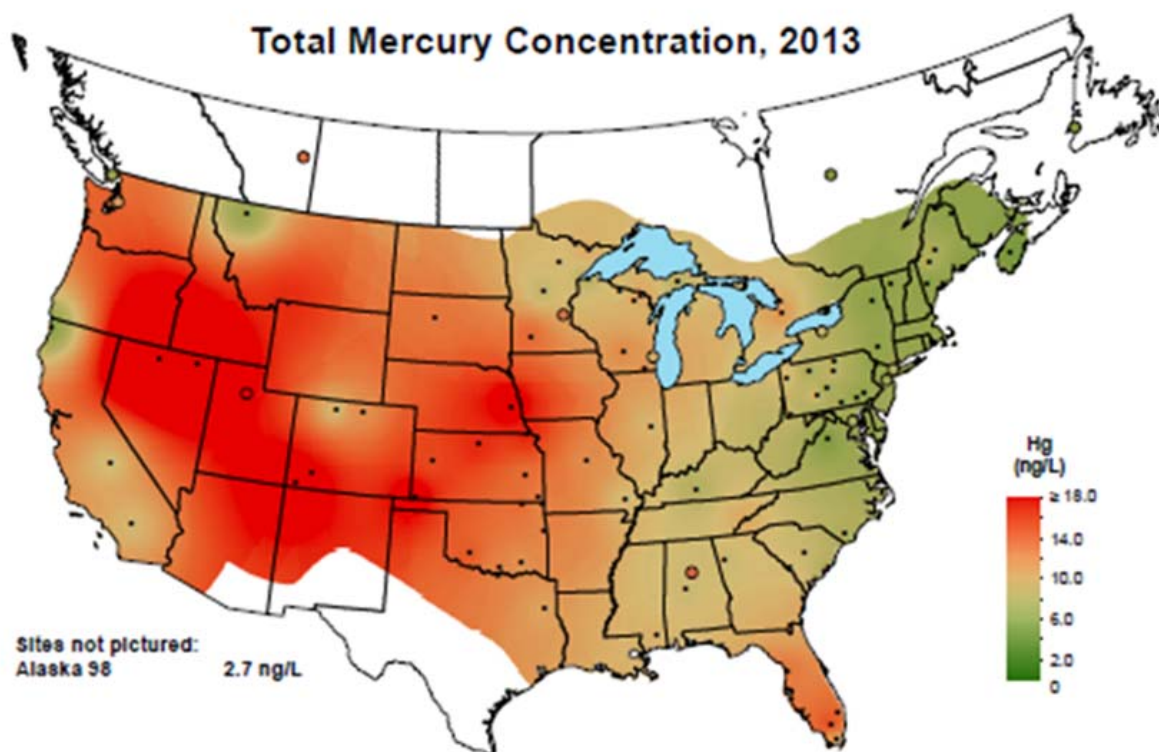 Total Mercury Concentration, 2013
Hg
(ng/L)
≥ 18.0
14.0
10.0
6.0
2.0
0
Sites not pictured:
Alaska 98 2.7 ng/L